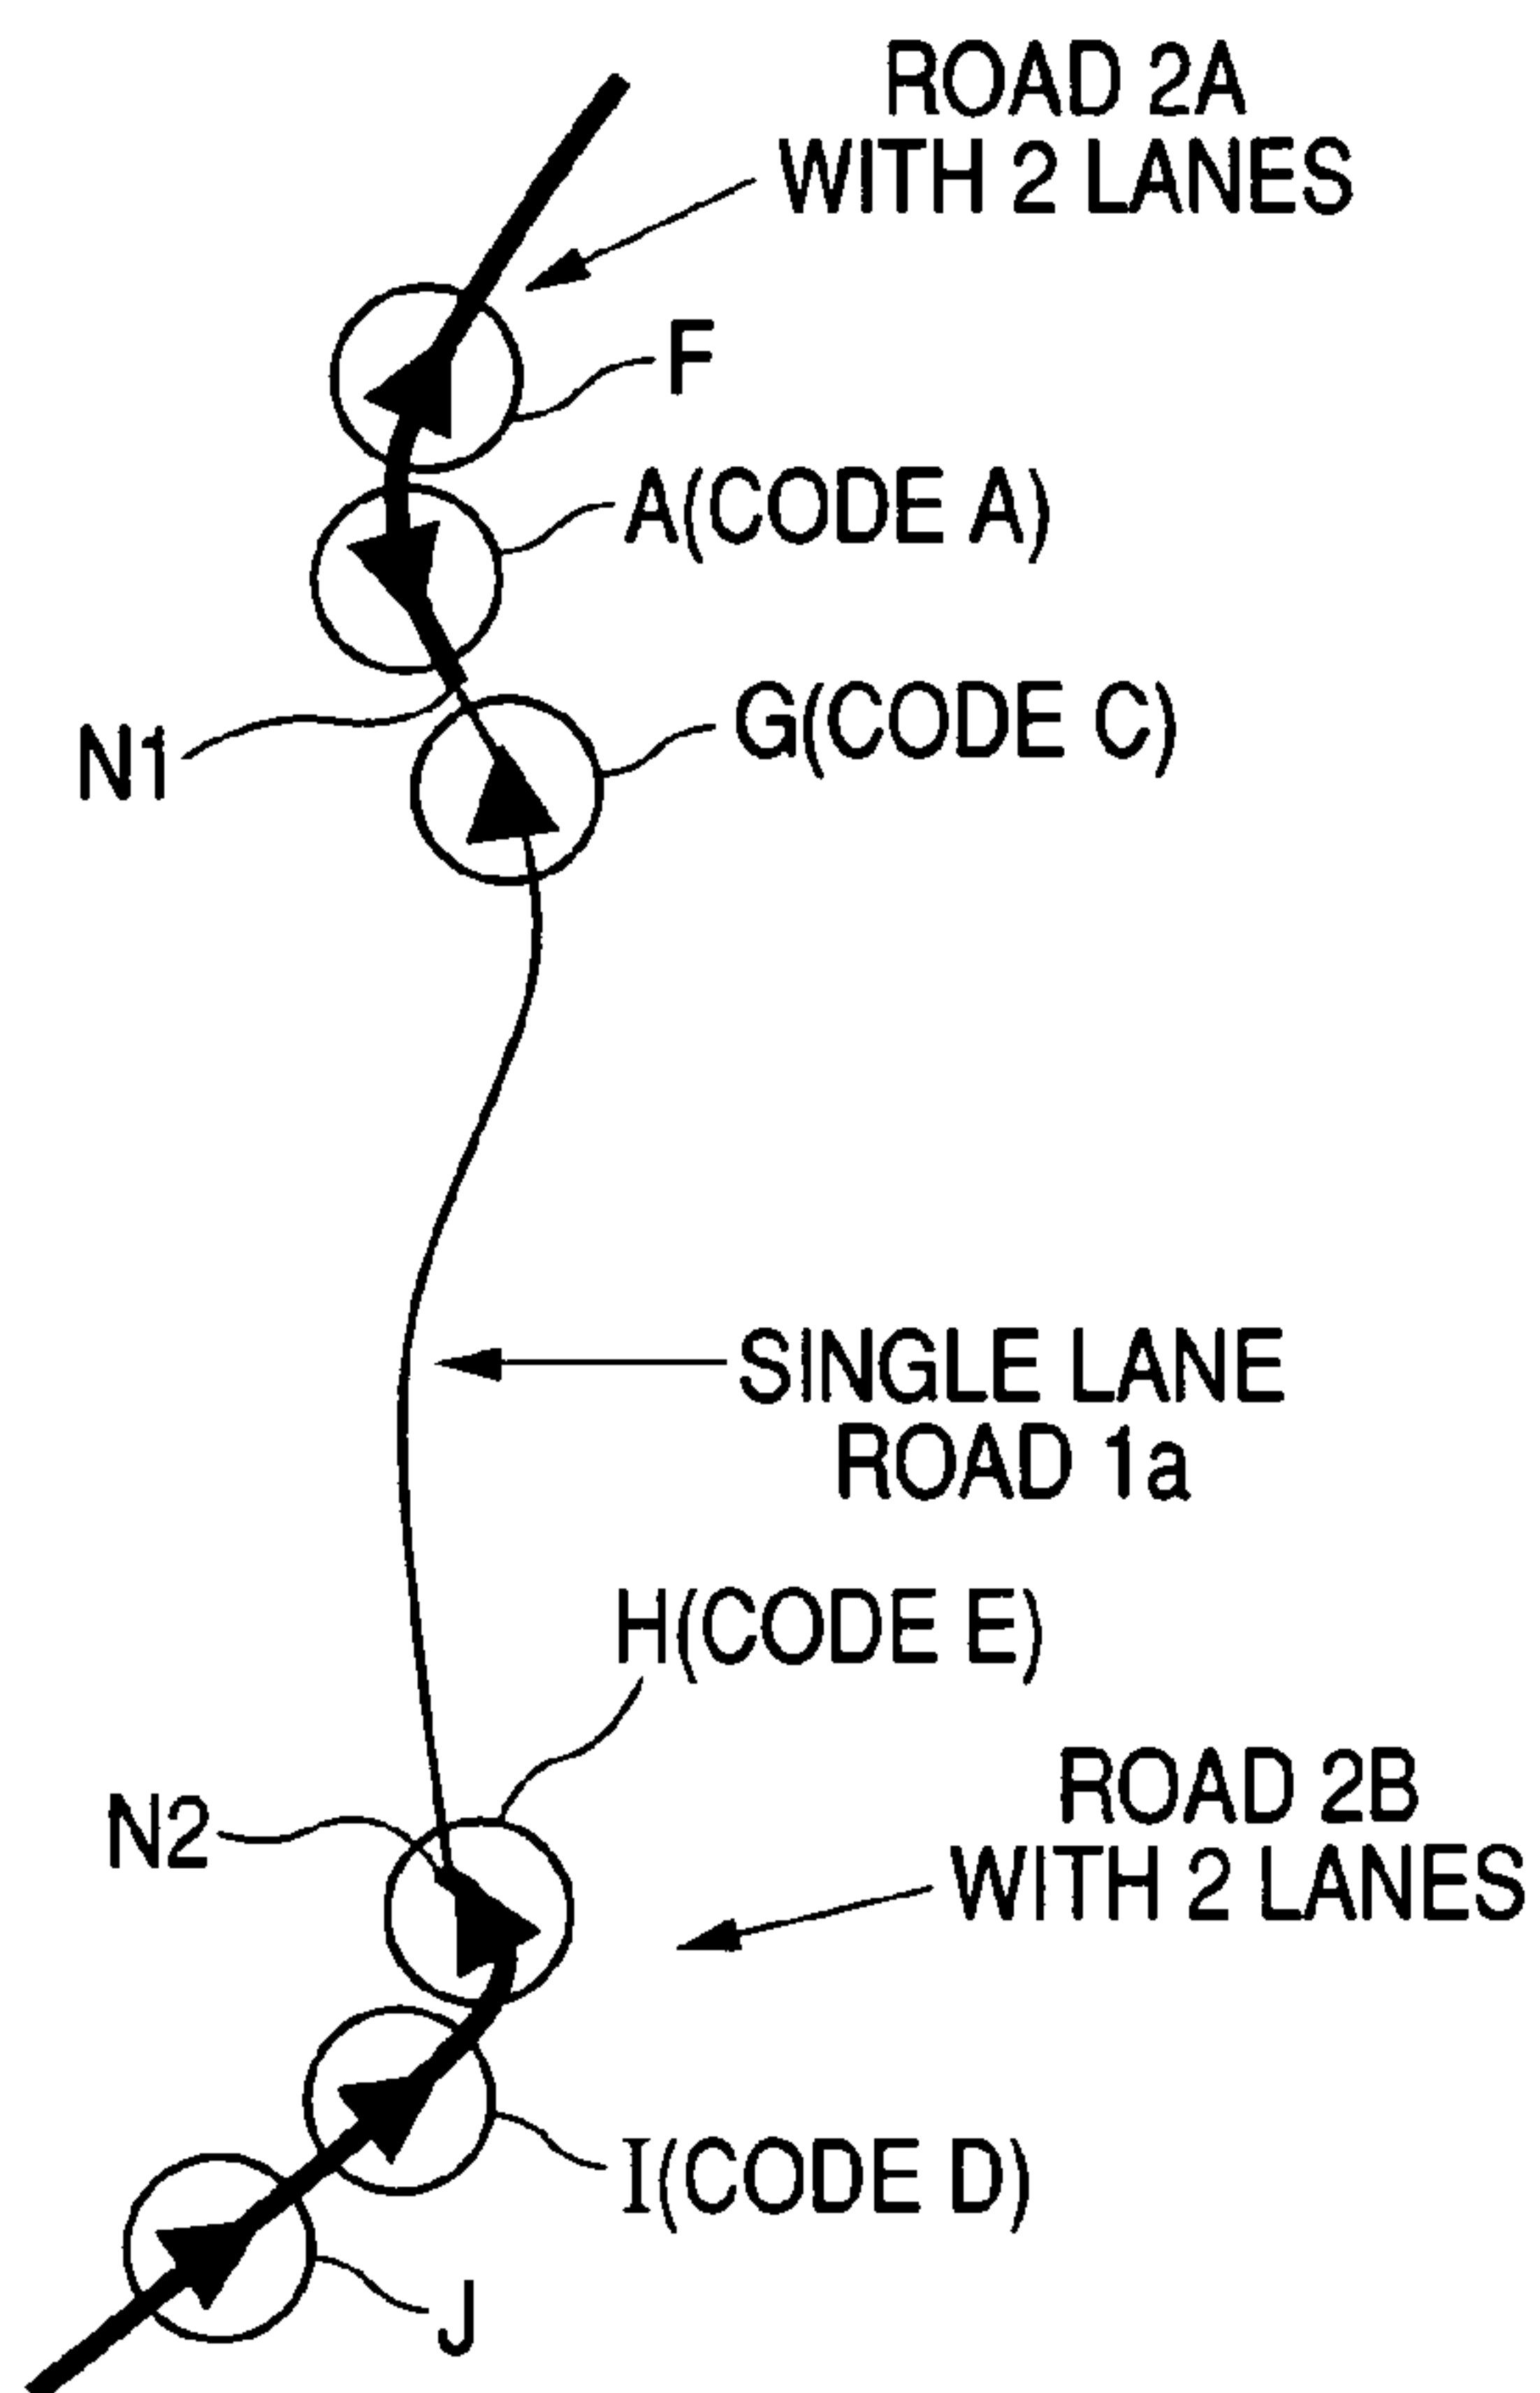 ROAD 2A
WITH 2 LANES
F
A(CODE A)
G(CODE C)
N1
SINGLE LANE
ROAD 1a
H(CODE E)
ROAD 2B
WITH 2 LANES
N2
I(CODE D)
J